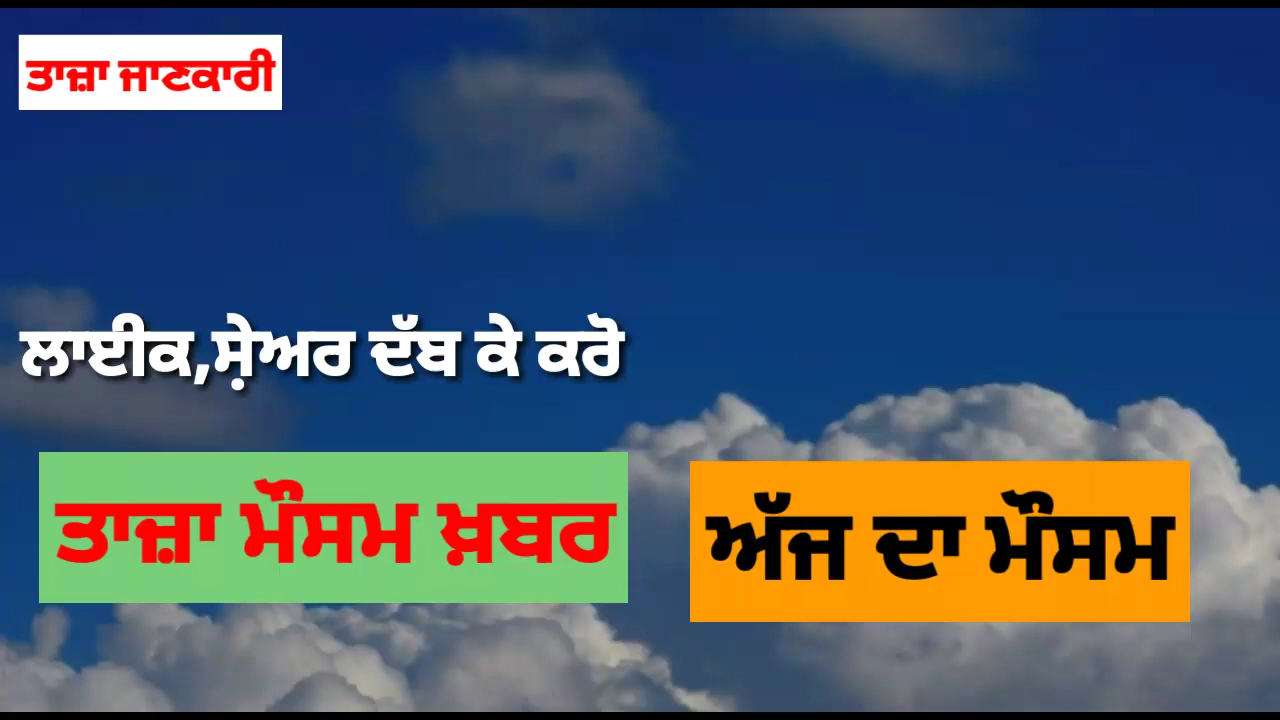 ਤਾਜ਼ਾ ਜਾਣਕਾਰੀ
ਲਾਈਕ,ਸ਼ੇਅਰ ਦੱਬ ਕੇ ਕਰੋ
ਤਾਜ਼ਾ ਮੌਸਮ ਖ਼ਬਰ
ਅੱਜ ਦਾ ਮੌਸਮ